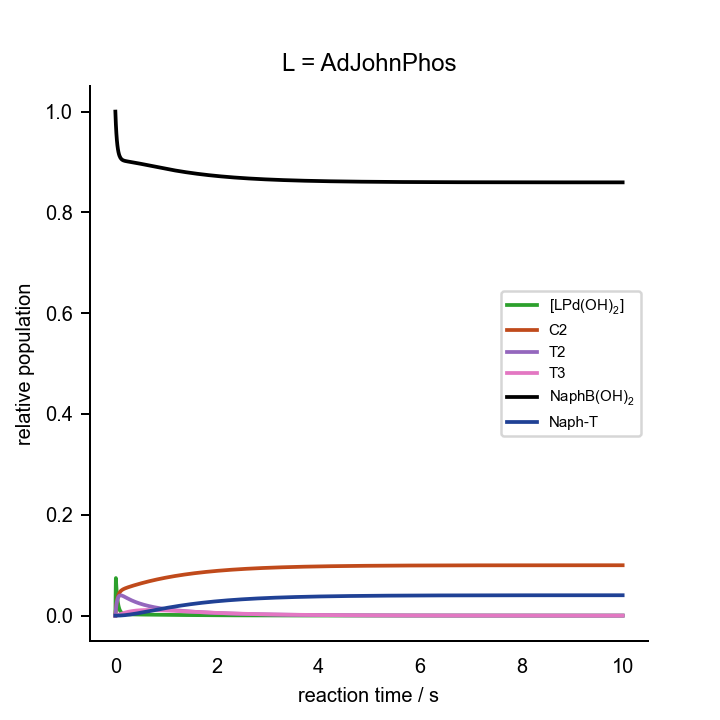 L = AdJohnPhos
relative population
1.0
0.8
0.6
0.4
0.2
0.0
[LPd(OH)₂]
C2
T2
T3
NaphB(OH)₂
Naph-T
0 2 4 6 8 10
reaction time / s